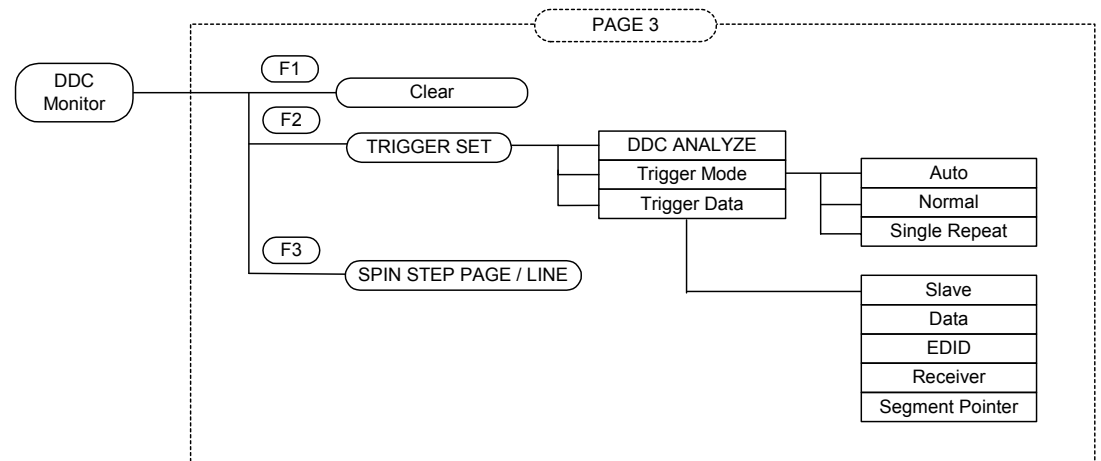 PAGE 3
DDC
Monitor
F1
Clear
F2
TRIGGER SET
DDC ANALYZE
Trigger Mode
Trigger Data
Auto
Normal
Single Repeat
F3
SPIN STEP PAGE / LINE
Slave
Data
EDID
Receiver
Segment Pointer